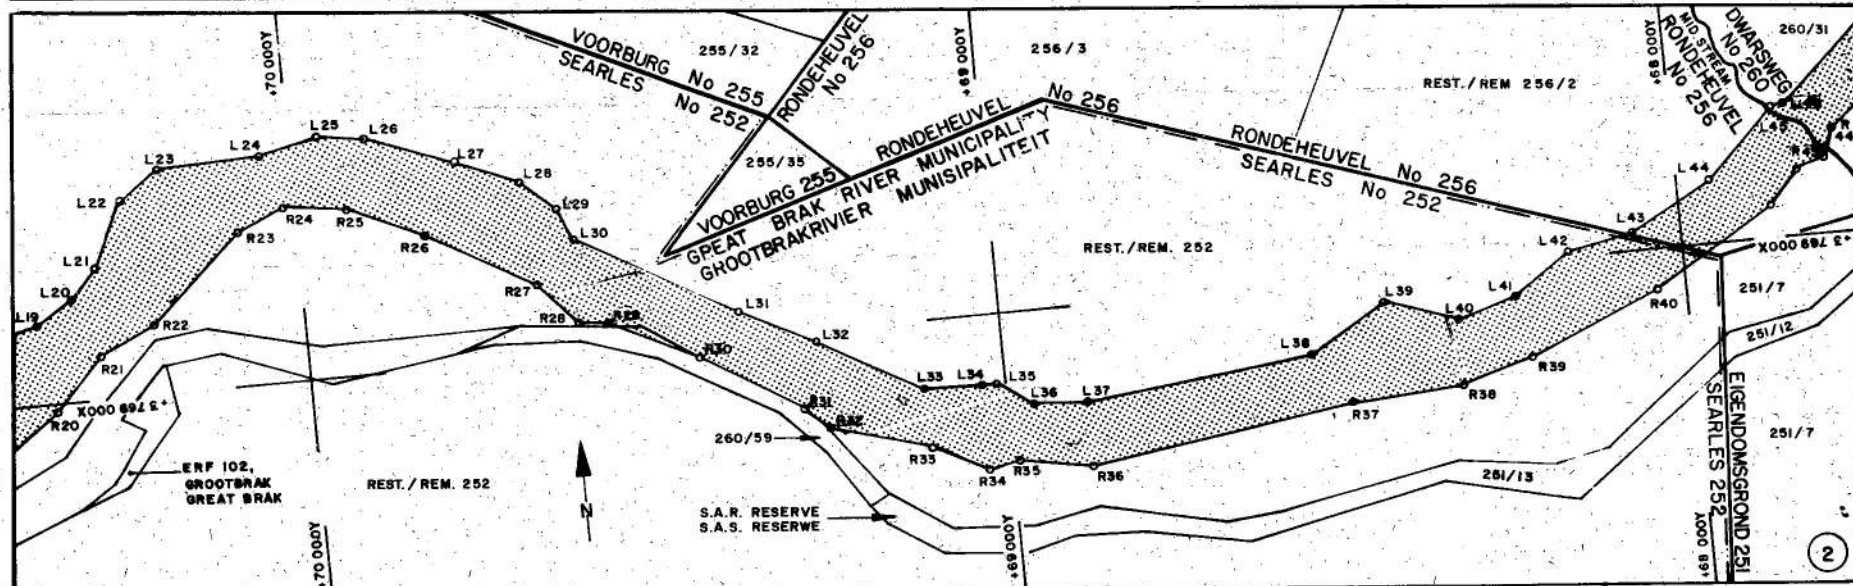 +70 000Y
VOORBURG No 255
SEARLES No 252
255/32
RONDEHEUVEL
No 256
+69 000Y
256/3
REST./REM 256/2
+68 000Y
DWARSWEG
No 260
MID STREAM
RONDEHEUVEL
No 256
260/31
L25
L26
L24
L23
L27
L28
L22
L29
L30
L21
L20
L19
R24
R25
R23
R26
R27
R28
R29
R22
R21
R20
255/35
VOORBURG 255
RONDEHEUVEL
No 256
GREAT BRAK RIVER MUNICIPALITY
GROOTBRAKRIVIER MUNISIPALITEIT
RONDEHEUVEL No 256
SEARLES No 252
REST./REM. 252
L45
L44
L43
L42
L41
L40
L39
L38
L37
L36
L35
L34
L33
L32
L31
R30
R31
R32
R33
R34
R35
R36
R37
R38
R39
R40
44
+3 769 000X
+3 769 000X
251/7
251/12
EIGENDOMSGROND 251
SEARLES 252
251/7
251/13
260/59
ERF 102,
GROOTBRAK
GREAT BRAK
REST./REM. 252
N
S.A.R. RESERVE
S.A.S. RESERWE
+70 000Y
+69 000Y
+68 000Y
2